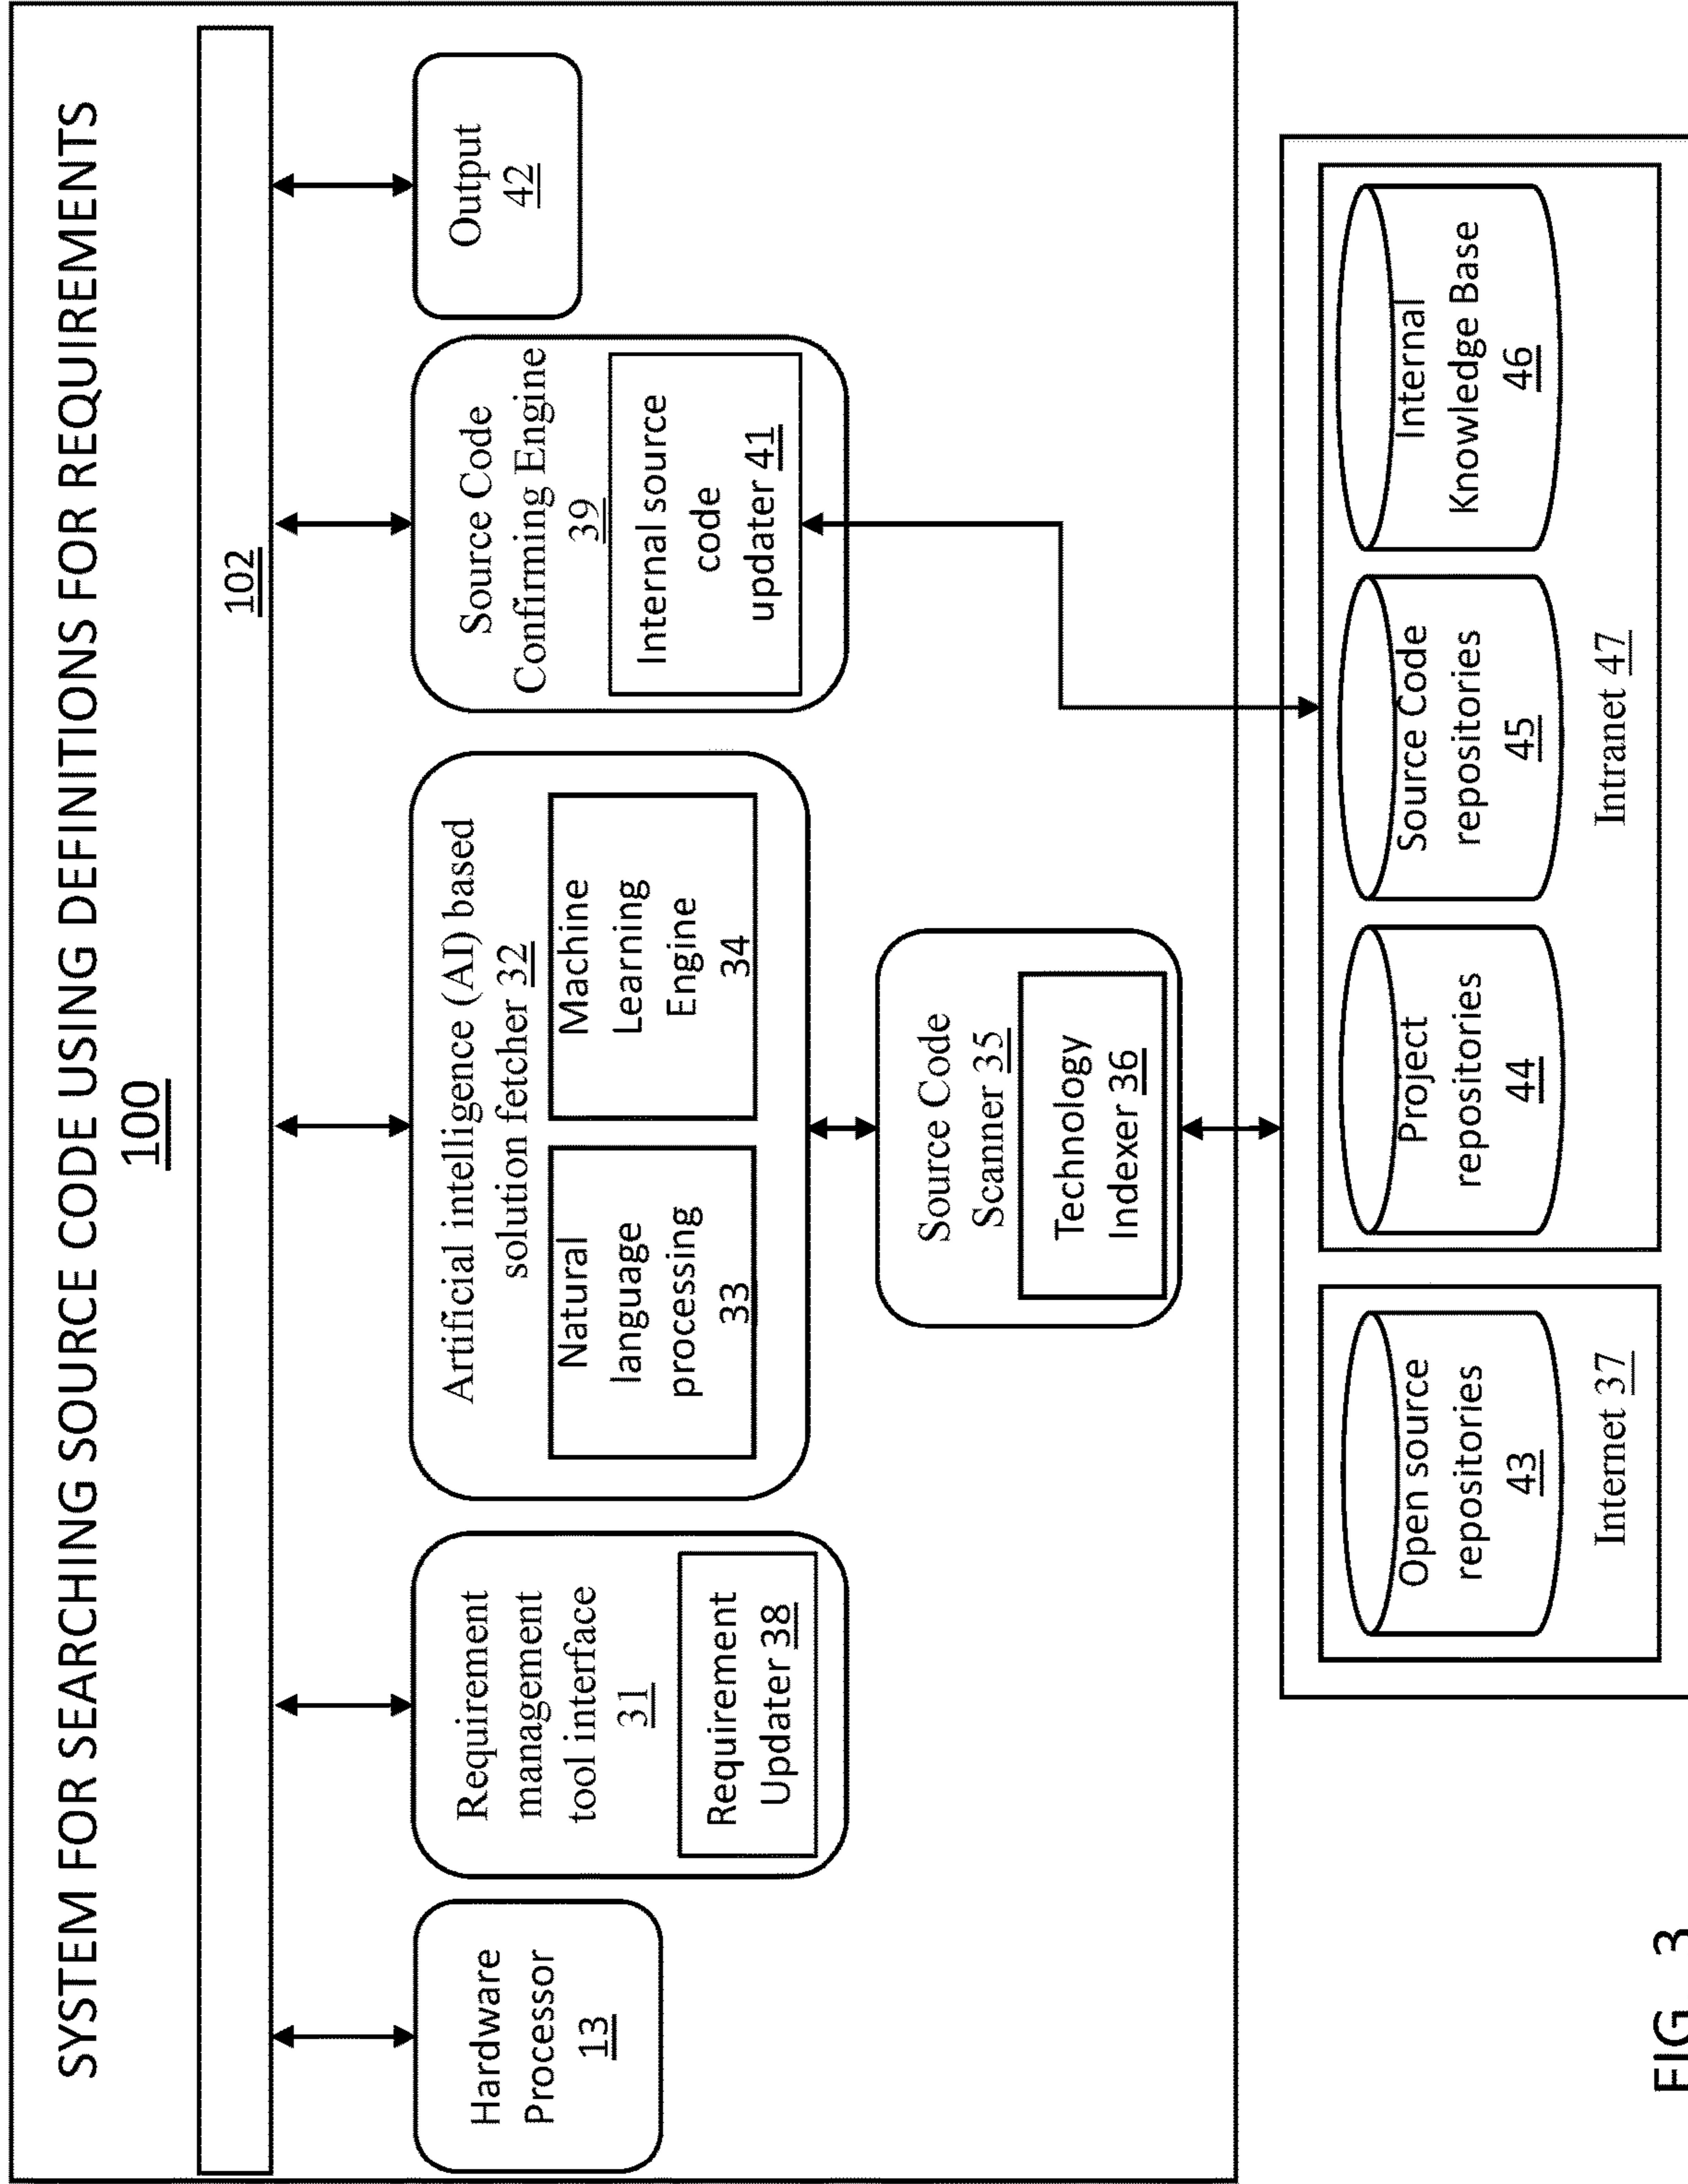 SYSTEM FOR SEARCHING SOURCE CODE USING DEFINITIONS FOR REQUIREMENTS
100
102
Hardware
Processor
13
Requirement
management
tool interface
31
Requirement
Updater 38
Artificial intelligence (AI) based
solution fetcher 32
Natural
language
processing
33
Machine
Learning
Engine
34
Source Code
Confirming Engine
39
Internal source
code
updater 41
Output
42
Source Code
Scanner 35
Technology
Indexer 36
Open source
repositories
43
Internet 37
Project
repositories
44
Source Code
repositories
45
Internal
Knowledge Base
46
Intranet 47
FIG. 3